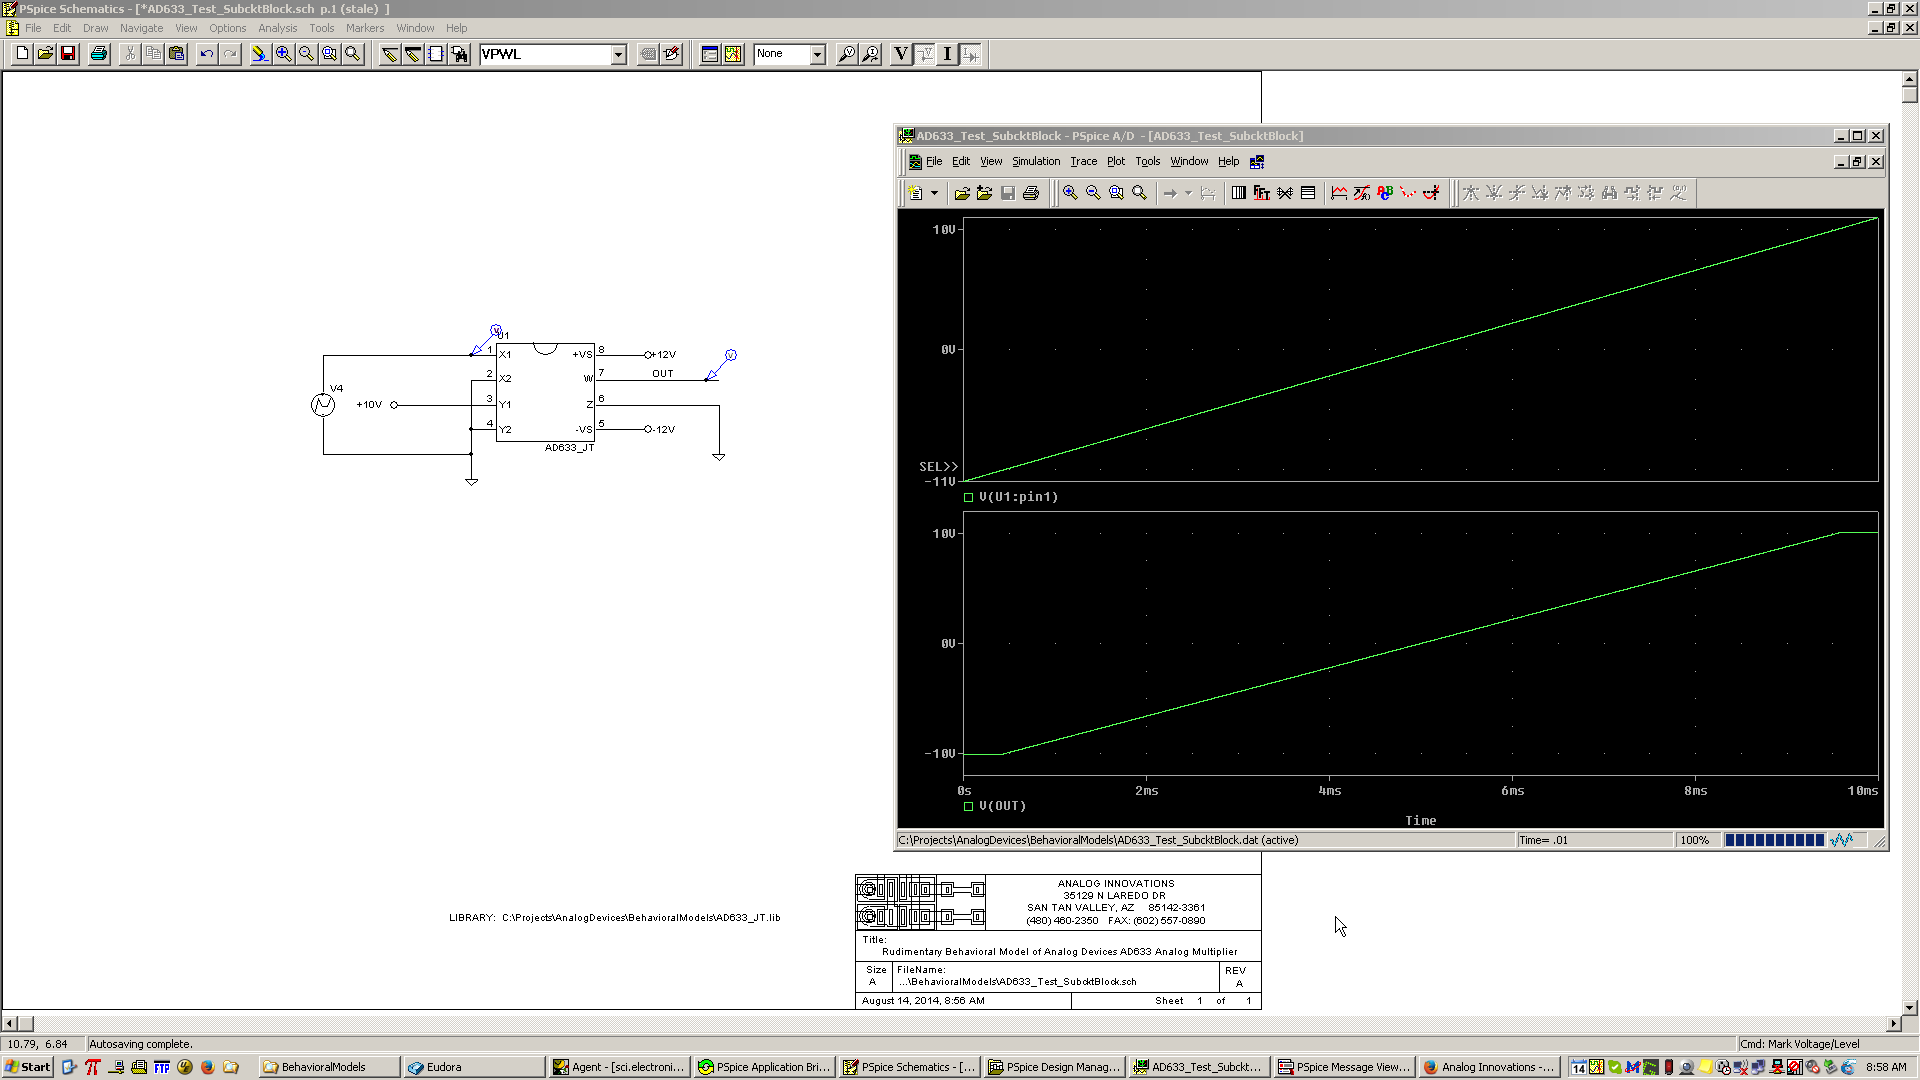 PSpice Schematics - [*AD633_Test_SubcktBlock.sch  p.1 (stale)  ]
File Edit Draw Navigate View Options Analysis Tools Markers Window Help
VPWL
None
V
I
AD633_Test_SubcktBlock - PSpice A/D  - [AD633_Test_SubcktBlock]
File Edit View Simulation Trace Plot Tools Window Help
10V
0V
SEL>>
-11V
V(U1:pin1)
10V
0V
-10V
0s 2ms 4ms 6ms 8ms 10ms
V(OUT)
Time
C:\Projects\AnalogDevices\BehavioralModels\AD633_Test_SubcktBlock.dat (active)
Time= .01
100%
U1
1 X1 +VS 8 +12V
2 X2 W 7 OUT
V4
+10V 3 Y1 Z 6
4 Y2 -VS 5 -12V
AD633_JT
LIBRARY:  C:\Projects\AnalogDevices\BehavioralModels\AD633_JT.lib
ANALOG INNOVATIONS
35129 N LAREDO DR
SAN TAN VALLEY, AZ  85142-3361
(480) 460-2350  FAX: (602) 557-0890
Title:
Rudimentary Behavioral Model of Analog Devices AD633 Analog Multiplier
Size
A
FileName:
...\BehavioralModels\AD633_Test_SubcktBlock.sch
REV
A
August 14, 2014, 8:56 AM
Sheet 1 of 1
10.79,  6.84
Autosaving complete.
Cmd: Mark Voltage/Level
Start
FTP
BehavioralModels
Eudora
Agent - [sci.electroni...
PSpice Application Bri...
PSpice Schematics - [...
PSpice Design Manag...
AD633_Test_Subckt...
PSpice Message View...
Analog Innovations -...
14
8:58 AM